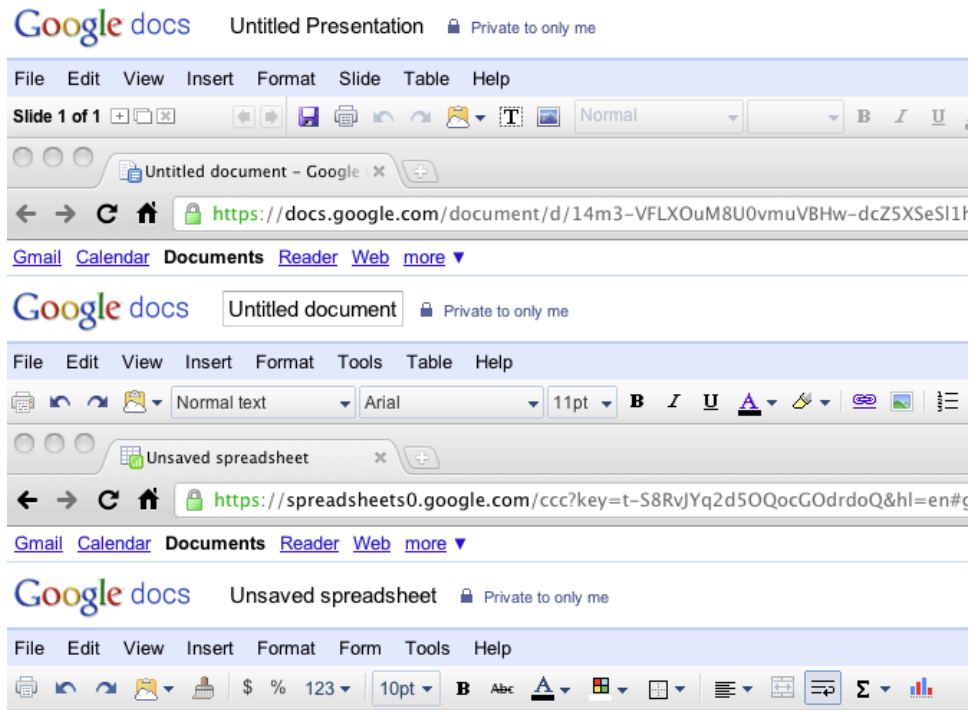 Google docs Untitled Presentation Private to only me
File Edit View Insert Format Slide Table Help
Slide 1 of 1 T Normal B I U
Untitled document – Google
https://docs.google.com/document/d/14m3-VFLXOuM8U0vmuVBHw-dcZ5XSeSl1h
Gmail Calendar Documents Reader Web more ▼
Google docs Untitled document Private to only me
File Edit View Insert Format Tools Table Help
Normal text Arial 11pt B I U A
Unsaved spreadsheet
https://spreadsheets0.google.com/ccc?key=t-S8RvJYq2d5OQocGOdrdoQ&hl=en#g
Gmail Calendar Documents Reader Web more ▼
Google docs Unsaved spreadsheet Private to only me
File Edit View Insert Format Form Tools Help
$ % 123 10pt B Abc A Σ